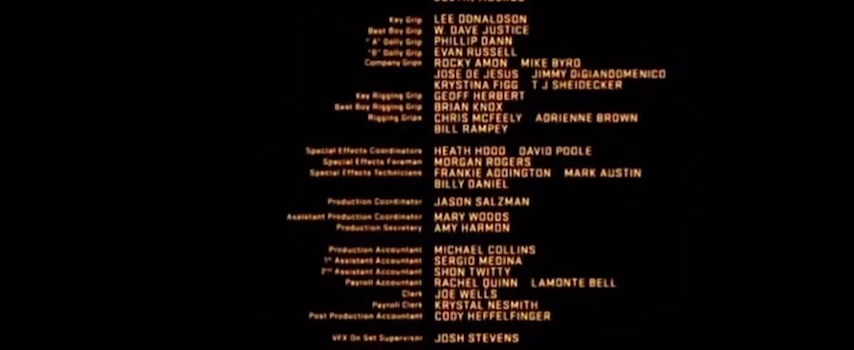 Key Grip LEE DONALDSON
Best Boy Grip W. DAVE JUSTICE
"A" Dolly Grip PHILLIP DANN
"B" Dolly Grip EVAN RUSSELL
Company Grips ROCKY AMON MIKE BYRD
JOSE DE JESUS JIMMY DiGIANDOMENICO
KRYSTINA FIGG T J SHEIDECKER
Key Rigging Grip GEOFF HERBERT
Best Boy Rigging Grip BRIAN KNOX
Rigging Grips CHRIS MCFEELY ADRIENNE BROWN
BILL RAMPEY
Special Effects Coordinators HEATH HOOD DAVID POOLE
Special Effects Foreman MORGAN ROGERS
Special Effects Technicians FRANKIE ADDINGTON MARK AUSTIN
BILLY DANIEL
Production Coordinator JASON SALZMAN
Assistant Production Coordinator MARY WOODS
Production Secretary AMY HARMON
Production Accountant MICHAEL COLLINS
1st Assistant Accountant SERGIO MEDINA
2nd Assistant Accountant SHON TWITTY
Payroll Accountant RACHEL QUINN LAMONTE BELL
Clerk JOE WELLS
Payroll Clerk KRYSTAL NESMITH
Post Production Accountant CODY HEFFELFINGER
VFX On Set Supervisor JOSH STEVENS